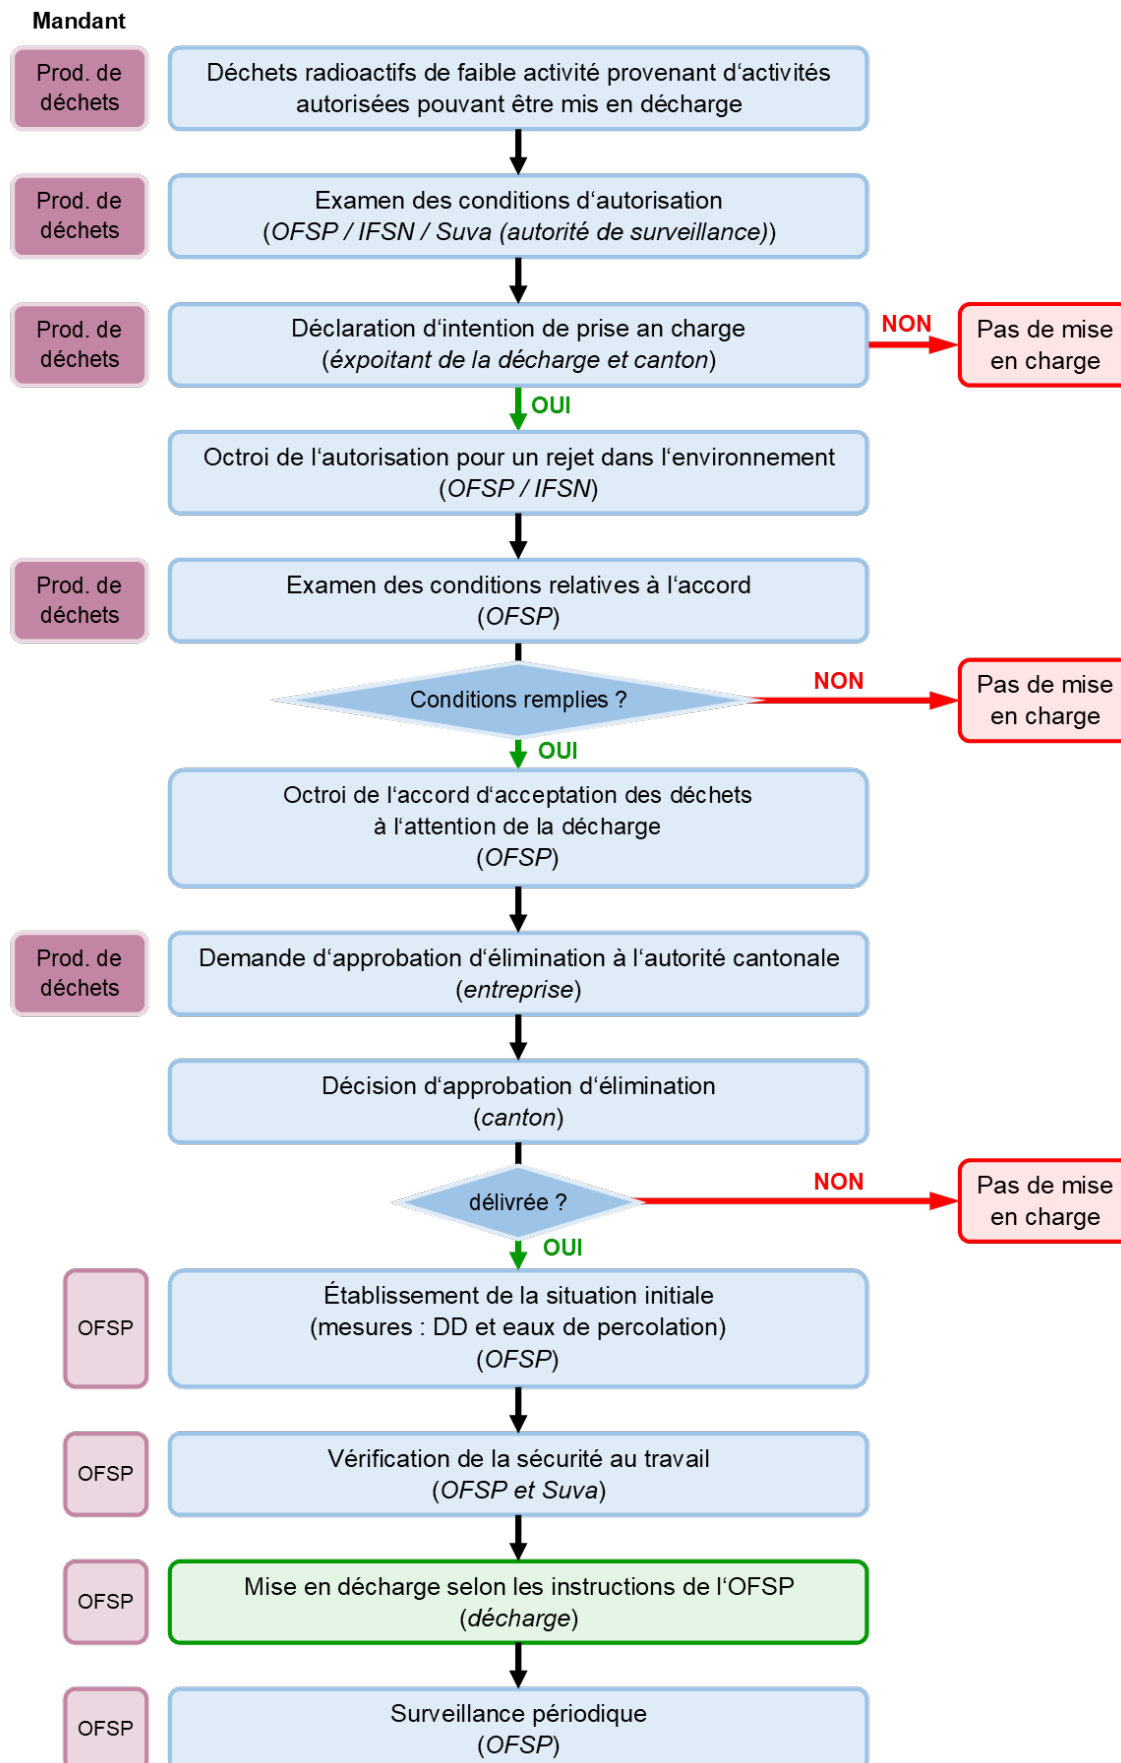 Mandant
Prod. de
déchets
Déchets radioactifs de faible activité provenant d‘activités
autorisées pouvant être mis en décharge
Prod. de
déchets
Examen des conditions d‘autorisation
(OFSP / IFSN / Suva (autorité de surveillance))
Prod. de
déchets
Déclaration d‘intention de prise an charge
(éxpoitant de la décharge et canton)
NON
Pas de mise
en charge
OUI
Octroi de l‘autorisation pour un rejet dans l‘environnement
(OFSP / IFSN)
Prod. de
déchets
Examen des conditions relatives à l‘accord
(OFSP)
Conditions remplies ?
NON
Pas de mise
en charge
OUI
Octroi de l‘accord d‘acceptation des déchets
à l‘attention de la décharge
(OFSP)
Prod. de
déchets
Demande d‘approbation d‘élimination à l‘autorité cantonale
(entreprise)
Décision d‘approbation d‘élimination
(canton)
délivrée ?
NON
Pas de mise
en charge
OUI
OFSP
Établissement de la situation initiale
(mesures : DD et eaux de percolation)
(OFSP)
OFSP
Vérification de la sécurité au travail
(OFSP et Suva)
OFSP
Mise en décharge selon les instructions de l‘OFSP
(décharge)
OFSP
Surveillance périodique
(OFSP)